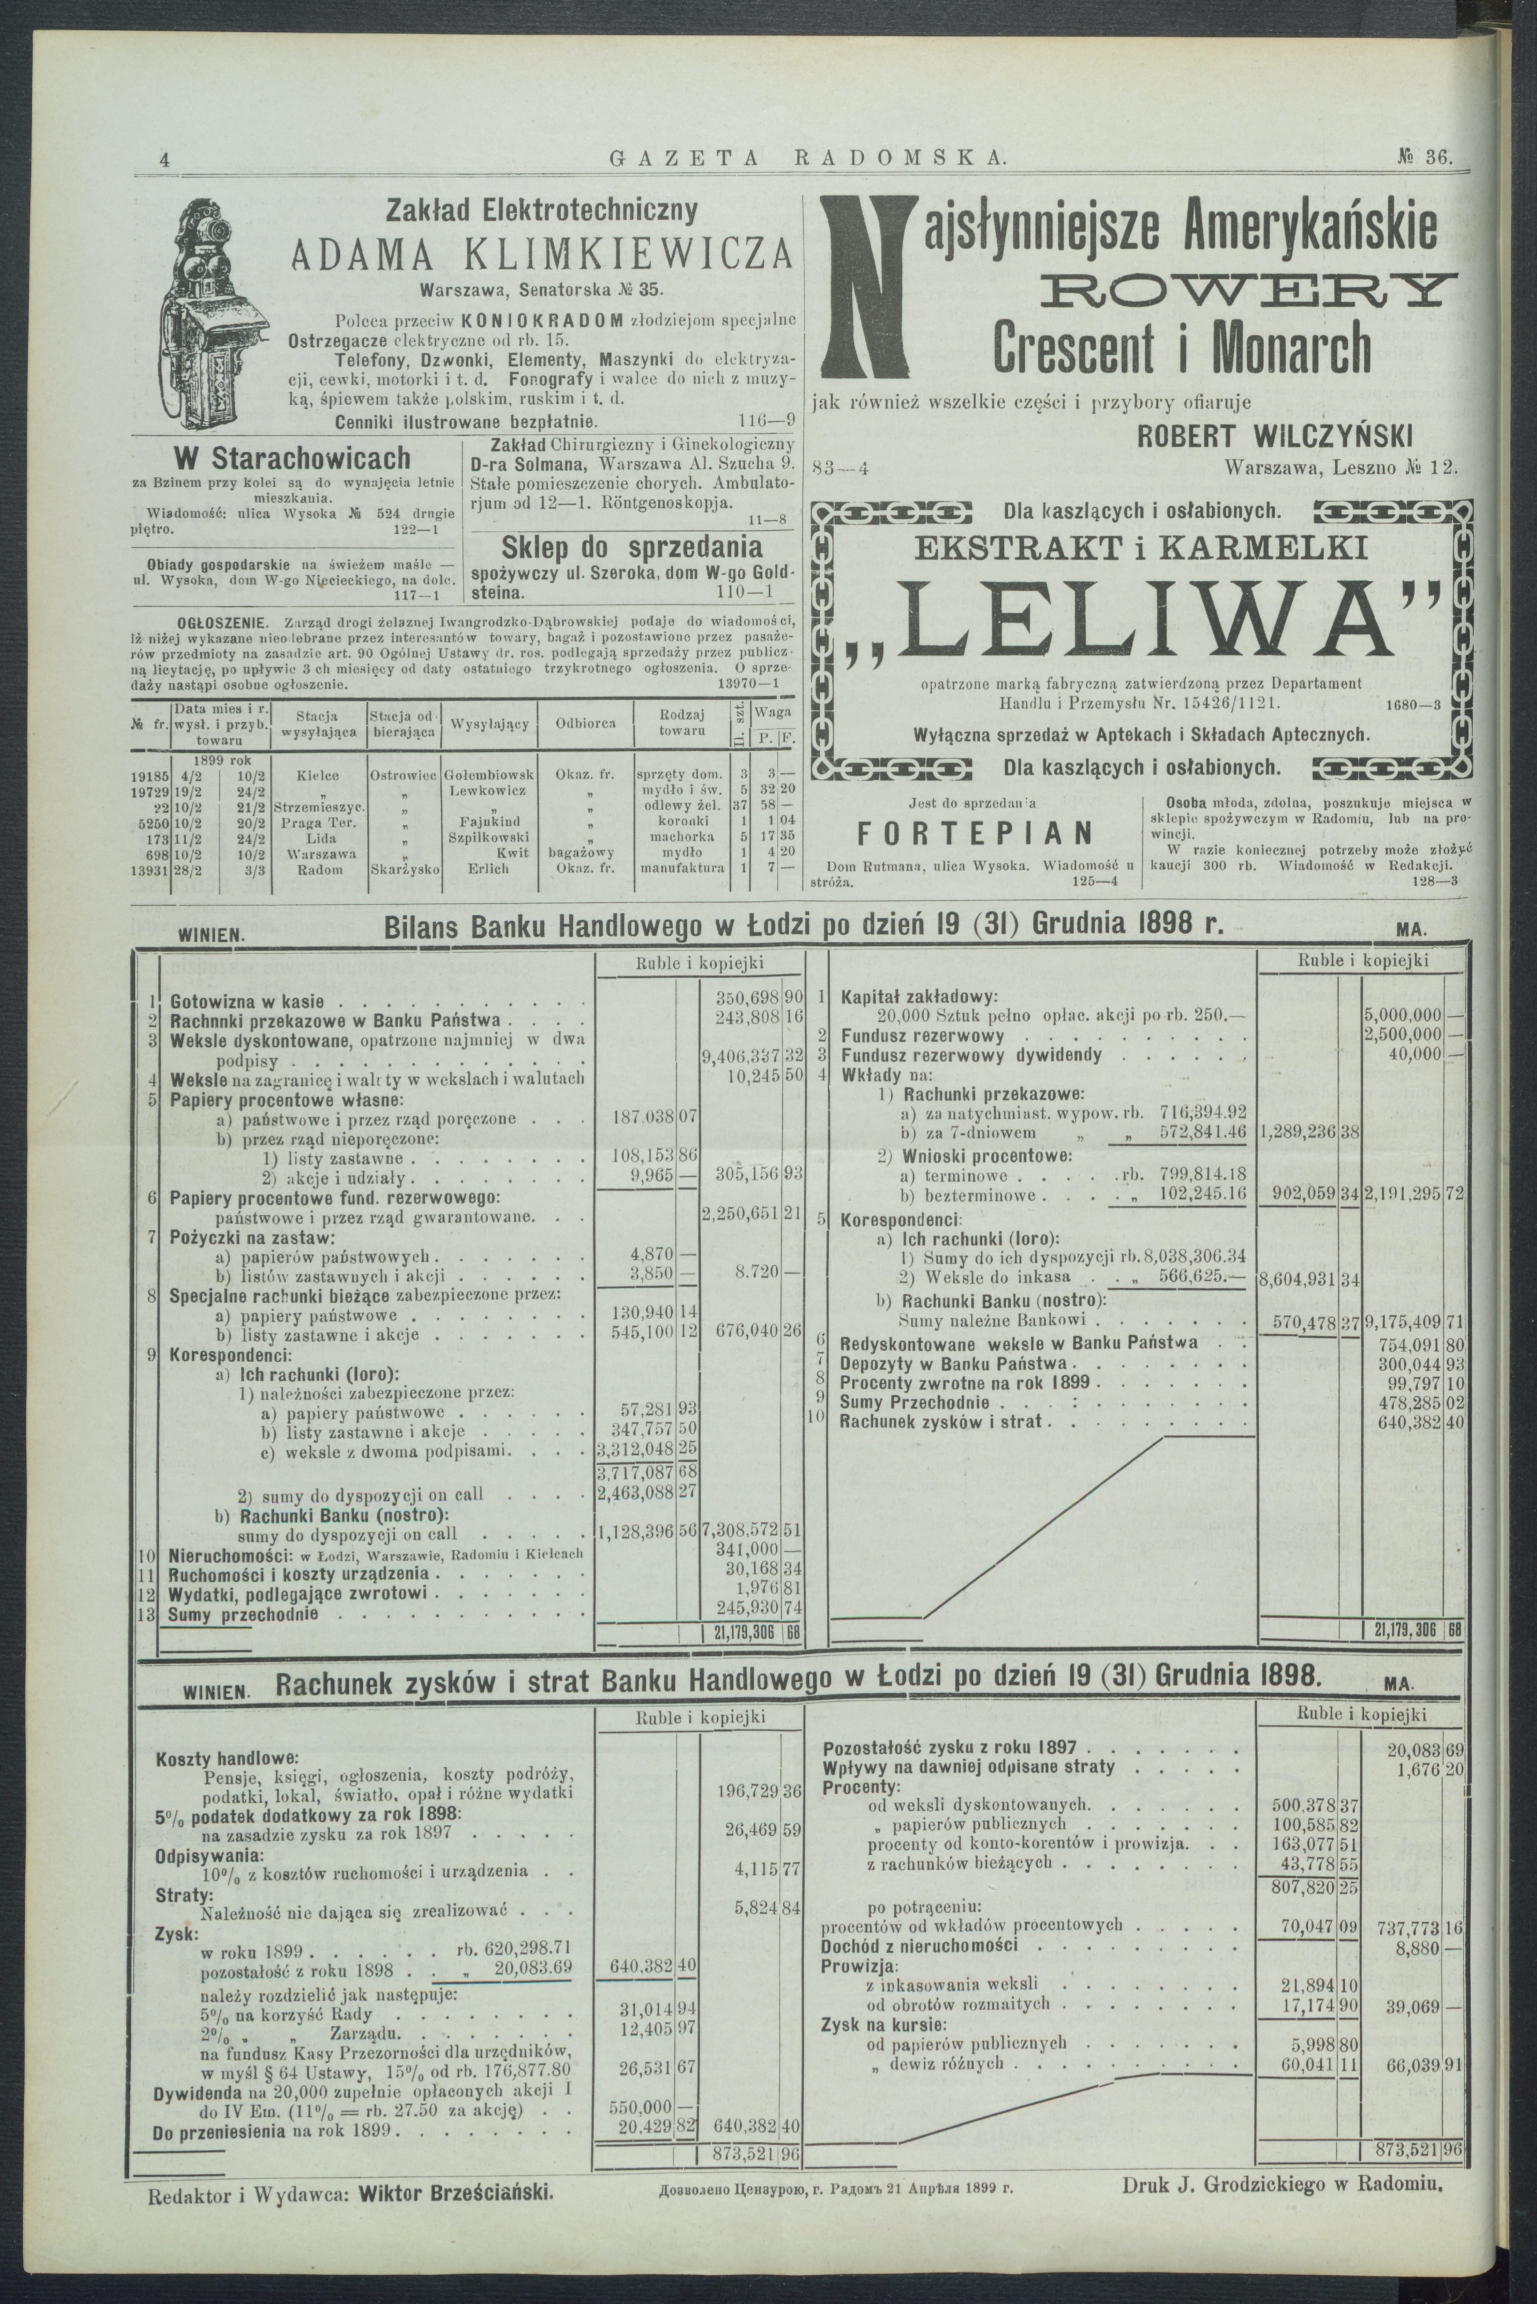 4
GAZETA RADOMSKA.
№ 36.
Zakład Elektrotechniczny
ADAMA KLIMKIEWICZA
Warszawa, Senatorska № 35.
Poleca przeciw KONIOKRADOM złodziejom specjalne
Ostrzegacze elektryczne od rb. 15.
Telefony, Dzwonki, Elementy, Maszynki do elektryza-
cji, cewki, motorki i t. d. Fonografy i walce do nich z muzy-
ką, śpiewem także polskim, ruskim i t. d.
Cenniki ilustrowane bezpłatnie. 116—9
W Starachowicach
za Bzinem przy kolei są do wynajęcia letnie
mieszkania.
Wiadomość: ulica Wysoka № 524 drugie
piętro. 122—1
Obiady gospodarskie na świeżem maśle —
ul. Wysoka, dom W-go Niecieckiego, na dole.
117—1
Zakład Chirurgiczny i Ginekologiczny
D-ra Solmana, Warszawa Al. Szucha 9.
Stałe pomieszczenie chorych. Ambulato-
rjum od 12—1. Röntgenoskopja.
11—8
Sklep do sprzedania
spożywczy ul. Szeroka, dom W-go Gold-
steina. 110—1
OGŁOSZENIE. Zarząd drogi żelaznej Iwangrodzko-Dąbrowskiej podaje do wiadomości,
iż niżej wykazane nieodebrane przez interesantów towary, bagaż i pozostawione przez pasaże-
rów przedmioty na zasadzie art. 90 Ogólnej Ustawy dr. ros. podlegają sprzedaży przez publicz-
ną licytację, po upływie 3-ch miesięcy od daty ostatniego trzykrotnego ogłoszenia. O sprze-
daży nastąpi osobne ogłoszenie. 13970—1
№ fr. | Data mies i r. wysł. i przyb. towaru | Stacja wysyłająca | Stacja od bierająca | Wysyłający | Odbiorca | Rodzaj towaru | Il. szt. | Waga P. F.
1899 rok
19185 4/2 10/2 Kielce Ostrowiec Gołembiowsk Okaz. fr. sprzęty dom. 3 3 —
19729 19/2 24/2 „ „ Lewkowicz „ mydło i św. 5 32 20
22 10/2 21/2 Strzemieszyc. „ „ „ odlewy żel. 37 58 —
5250 10/2 20/2 Praga Ter. „ Fajnkind „ koronki 1 1 04
173 11/2 24/2 Lida „ Szpilkowski „ machorka 5 17 35
698 10/2 10/2 Warszawa „ Kwit bagażowy mydło 1 4 20
13931 28/2 3/3 Radom Skarżysko Erlich Okaz. fr. manufaktura 1 7 —
Najsłynniejsze Amerykańskie
ROWERY
Crescent i Monarch
jak również wszelkie części i przybory ofiaruje
ROBERT WILCZYŃSKI
83—4 Warszawa, Leszno № 12.
Dla kaszlących i osłabionych.
EKSTRAKT i KARMELKI
„LELIWA”
opatrzone marką fabryczną zatwierdzoną przez Departament
Handlu i Przemysłu Nr. 15426/1121. 1680—3
Wyłączna sprzedaż w Aptekach i Składach Aptecznych.
Dla kaszlących i osłabionych.
Jest do sprzedania
FORTEPIAN
Dom Rutmana, ulica Wysoka. Wiadomość u
stróża. 125—4
Osoba młoda, zdolna, poszukuje miejsca w
sklepie spożywczym w Radomiu, lub na pro-
wincji.
W razie koniecznej potrzeby może złożyć
kaucji 300 rb. Wiadomość w Redakcji.
128—3
WINIEN. Bilans Banku Handlowego w Łodzi po dzień 19 (31) Grudnia 1898 r. MA.
Ruble i kopiejki
1 Gotowizna w kasie . . . 350,698 90
2 Rachnnki przekazowe w Banku Państwa . . . 243,808 16
3 Weksle dyskontowane, opatrzone najmniej w dwa
podpisy . . . 9,406,337 32
4 Weksle na zagranicę i waluty w wekslach i walutach 10,245 50
5 Papiery procentowe własne:
a) państwowe i przez rząd poręczone . . . 187,038 07
b) przez rząd nieporęczone:
1) listy zastawne . . . 108,153 86
2) akcje i udziały . . . 9,965 — 305,156 93
6 Papiery procentowe fund. rezerwowego:
państwowe i przez rząd gwarantowane. . . 2,250,651 21
7 Pożyczki na zastaw:
a) papierów państwowych . . . 4,870 —
b) listów zastawnych i akcji . . . 3,850 — 8.720 —
8 Specjalne rachunki bieżące zabezpieczone przez:
a) papiery państwowe . . . 130,940 14
b) listy zastawne i akcje . . . 545,100 12 676,040 26
9 Korespondenci:
a) Ich rachunki (loro):
1) należności zabezpieczone przez:
a) papiery państwowe . . . 57,281 93
b) listy zastawne i akcje . . . 347,757 50
c) weksle z dwoma podpisami. . . . 3,312,048 25
3,717,087 68
2) sumy do dyspozycji on call . . . 2,463,088 27
b) Rachunki Banku (nostro):
sumy do dyspozycji on call . . . 1,128,396 56 7,308,572 51
10 Nieruchomości: w Łodzi, Warszawie, Radomiu i Kielcach 341,000 —
11 Ruchomości i koszty urządzenia . . . 30,168 34
12 Wydatki, podlegające zwrotowi . . . 1,976 81
13 Sumy przechodnie . . . 245,930 74
21,179,306 68
Ruble i kopiejki
1 Kapitał zakładowy:
20,000 Sztuk pełno opłac. akcji po rb. 250.— 5,000,000 —
2 Fundusz rezerwowy . . . 2,500,000 —
3 Fundusz rezerwowy dywidendy . . . 40,000 —
4 Wkłady na:
1) Rachunki przekazowe:
a) za natychmiast. wypow. rb. 716,394.92
b) za 7-dniowem „ „ 572,841.46 1,289,236 38
2) Wnioski procentowe:
a) terminowe . . . rb. 799,814.18
b) bezterminowe . . . „ 102,245.16 902,059 34 2,191,295 72
5 Korespondenci:
a) Ich rachunki (loro):
1) Sumy do ich dyspozycji rb. 8,038,306.34
2) Weksle do inkasa . . „ 566,625.— 8,604,931 34
b) Rachunki Banku (nostro):
Sumy należne Bankowi . . . 570,478 37 9,175,409 71
6 Redyskontowane weksle w Banku Państwa . . 754,091 80
7 Depozyty w Banku Państwa . . . 300,044 93
8 Procenty zwrotne na rok 1899 . . . 99,797 10
9 Sumy Przechodnie . . . 478,285 02
10 Rachunek zysków i strat . . . 640,382 40
21,179,306 68
WINIEN. Rachunek zysków i strat Banku Handlowego w Łodzi po dzień 19 (31) Grudnia 1898. MA.
Ruble i kopiejki
Koszty handlowe:
Pensje, księgi, ogłoszenia, koszty podróży,
podatki, lokal, światło, opał i różne wydatki 196,729 36
5% podatek dodatkowy za rok 1898:
na zasadzie zysku za rok 1897 . . . 26,469 59
Odpisywania:
10% z kosztów ruchomości i urządzenia . . 4,115 77
Straty:
Należność nie dająca się zrealizować . . . 5,824 84
Zysk:
w roku 1899 . . . rb. 620,298.71
pozostałość z roku 1898 . . „ 20,083.69 640,382 40
należy rozdzielić jak następuje:
5% na korzyść Rady . . . 31,014 94
2% „ „ Zarządu. . . . 12,405 97
na fundusz Kasy Przezorności dla urzędników,
w myśl § 64 Ustawy, 15% od rb. 176,877.80 26,531 67
Dywidenda na 20,000 zupełnie opłaconych akcji I
do IV Em. (11% = rb. 27.50 za akcję) . . 550,000 —
Do przeniesienia na rok 1899 . . . 20,429 82 640,382 40
873,521 96
Ruble i kopiejki
Pozostałość zysku z roku 1897 . . . 20,083 69
Wpływy na dawniej odpisane straty . . . 1,676 20
Procenty:
od weksli dyskontowanych. . . . 500,378 37
„ papierów publicznych . . . 100,585 82
procenty od konto-korentów i prowizja. . . 163,077 51
z rachunków bieżących . . . 43,778 55
807,820 25
po potrąceniu:
procentów od wkładów procentowych . . . 70,047 09 737,773 16
Dochód z nieruchomości . . . 8,880 —
Prowizja:
z inkasowania weksli . . . 21,894 10
od obrotów rozmaitych . . . 17,174 90 39,069 —
Zysk na kursie:
od papierów publicznych . . . 5,998 80
„ dewiz różnych . . . 60,041 11 66,039 91
873,521 96
Redaktor i Wydawca: Wiktor Brześciański.
Дозволено Цензурою, г. Радомъ 21 Апрѣля 1899 г.
Druk J. Grodzickiego w Radomiu.